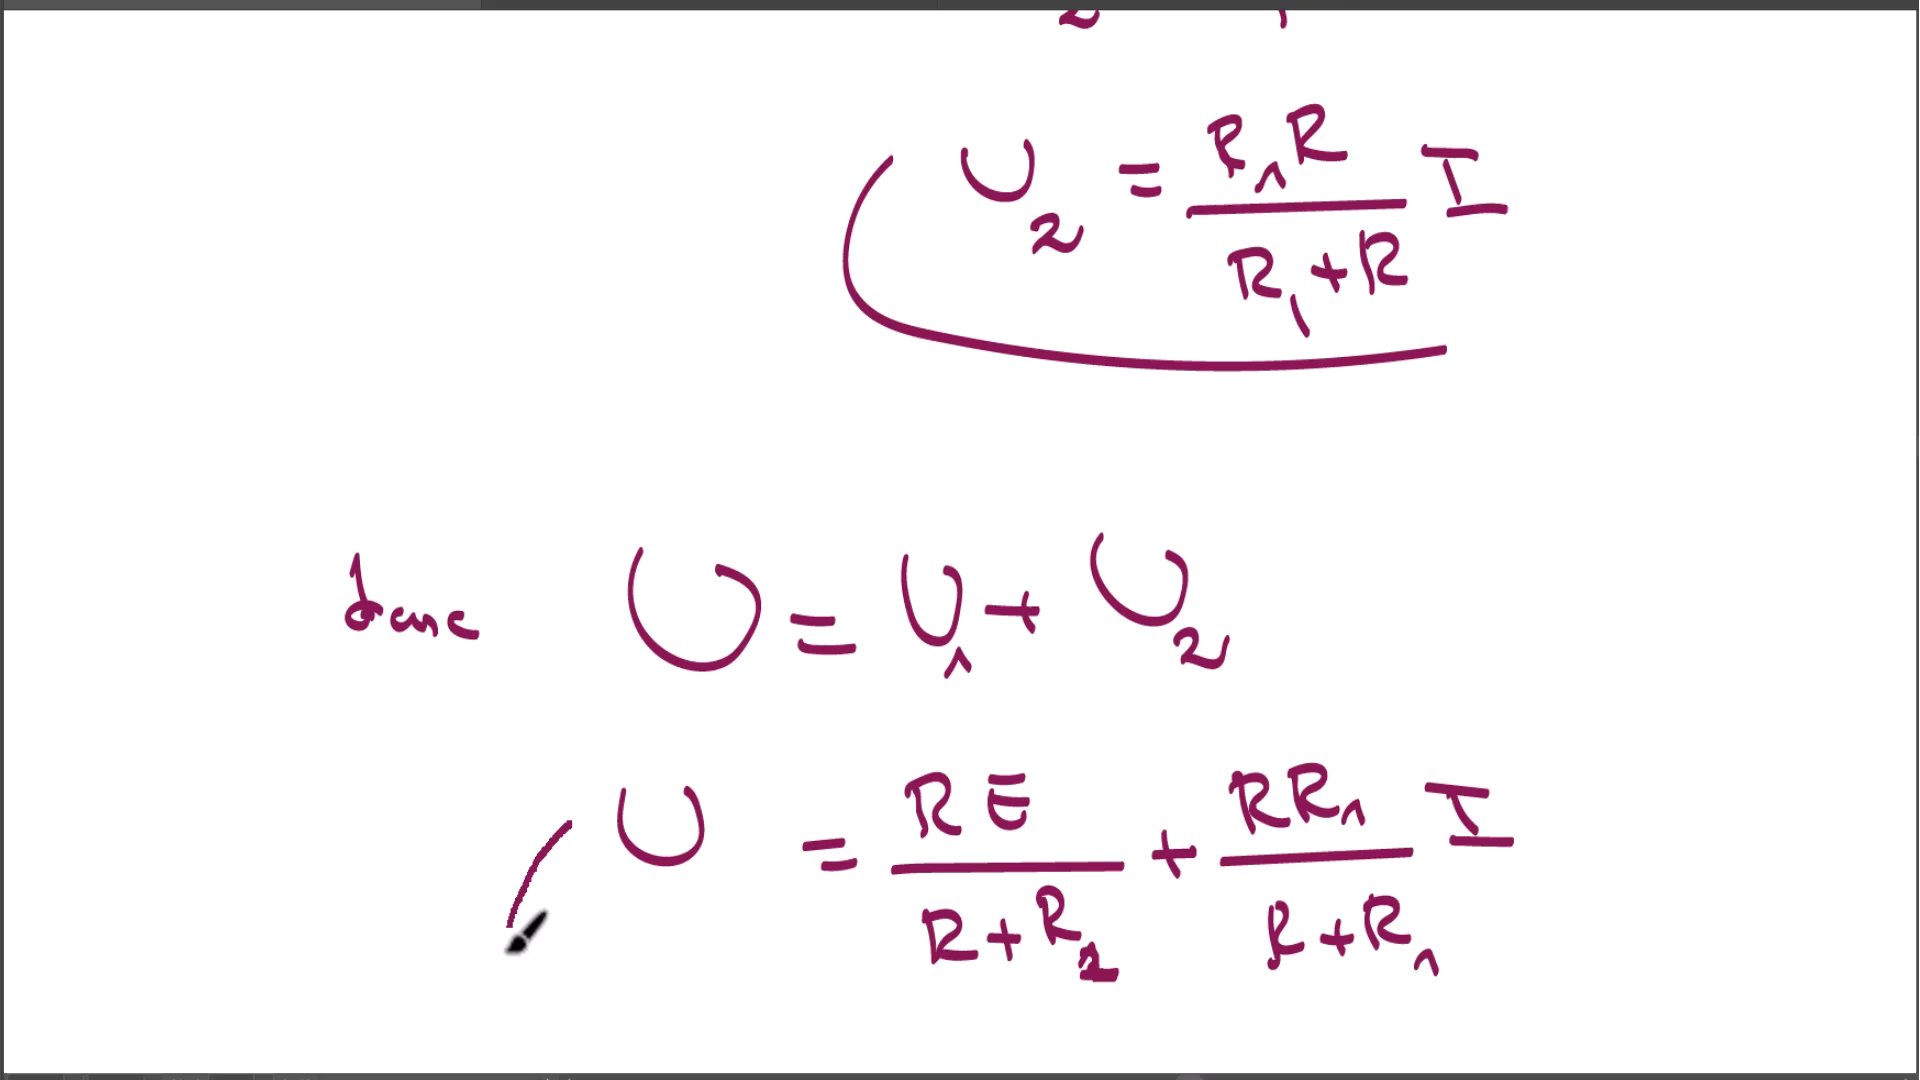 U₂ = R₁R / (R₁ + R) I
donc U = U₁ + U₂
U = RE / (R + R₂) + RR₁ / (R + R₁) I